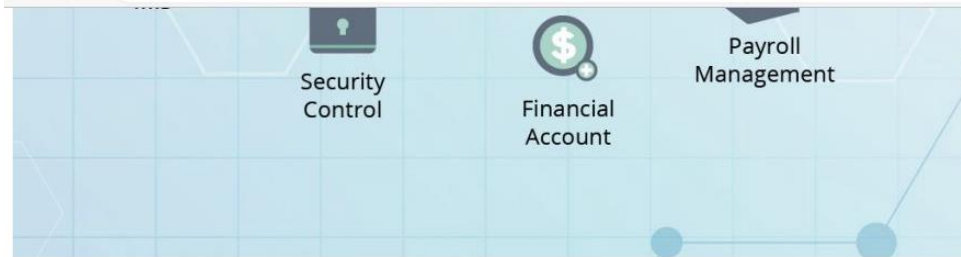 Security
Control
Financial
Account
Payroll
Management
$